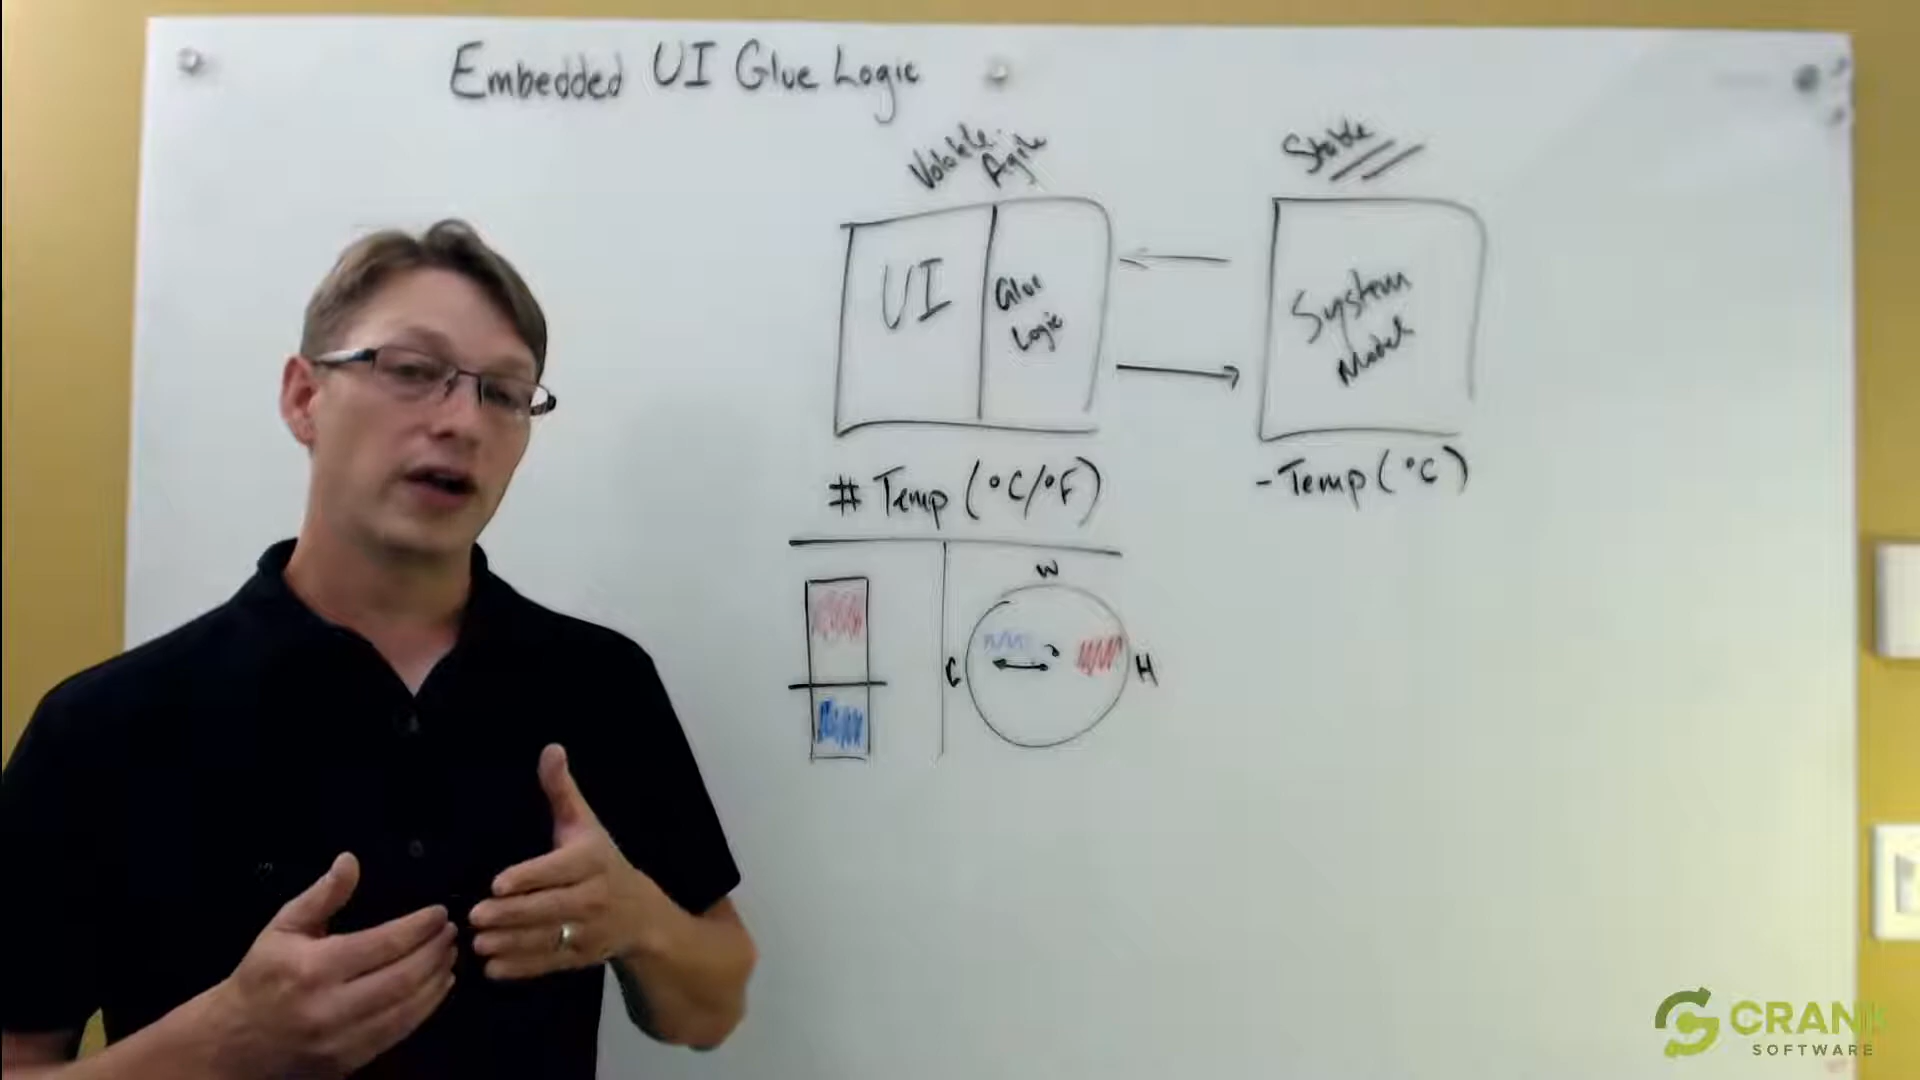 Embedded UI Glue Logic
Volatile
Agile
Stable
UI
Glue
Logic
System
Model
# Temp (°C/°F)
- Temp (°C)
W
C
H
CRANK
SOFTWARE